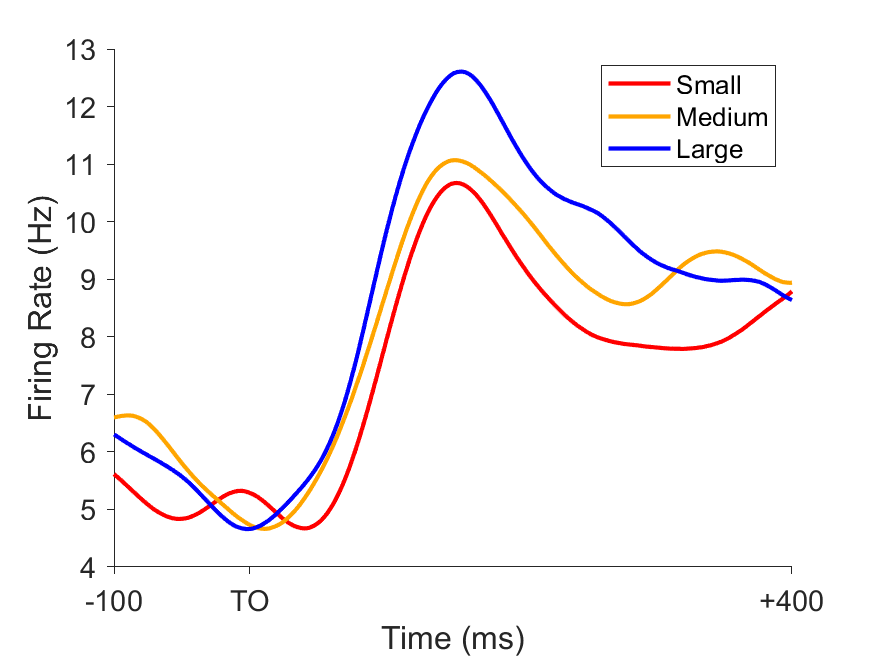 13
12
11
10
9
8
7
6
5
4
Firing Rate (Hz)
Small
Medium
Large
-100 TO +400
Time (ms)